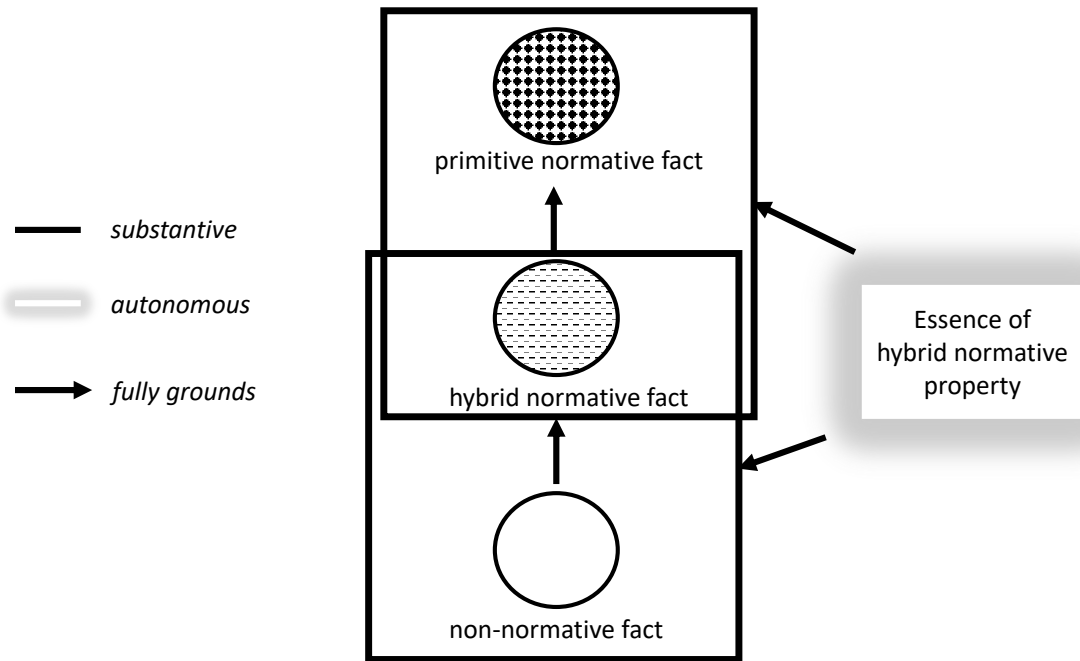 primitive normative fact
substantive
autonomous
fully grounds
hybrid normative fact
non-normative fact
Essence of
hybrid normative
property